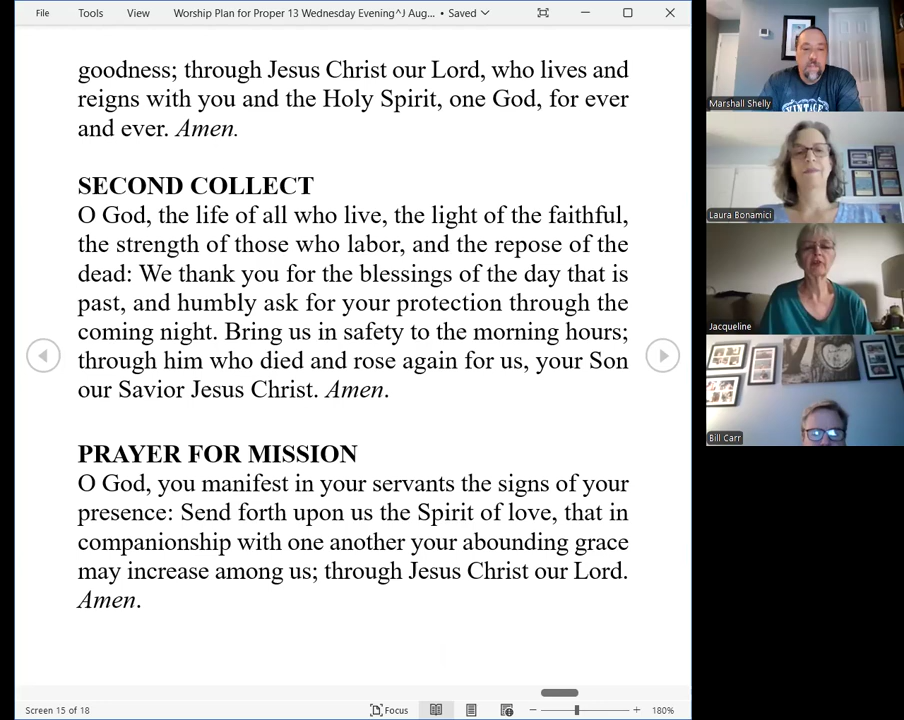 File Tools View Worship Plan for Proper 13 Wednesday Evening^J Aug... • Saved
goodness; through Jesus Christ our Lord, who lives and
reigns with you and the Holy Spirit, one God, for ever
and ever. Amen.
SECOND COLLECT
O God, the life of all who live, the light of the faithful,
the strength of those who labor, and the repose of the
dead: We thank you for the blessings of the day that is
past, and humbly ask for your protection through the
coming night. Bring us in safety to the morning hours;
through him who died and rose again for us, your Son
our Savior Jesus Christ. Amen.
PRAYER FOR MISSION
O God, you manifest in your servants the signs of your
presence: Send forth upon us the Spirit of love, that in
companionship with one another your abounding grace
may increase among us; through Jesus Christ our Lord.
Amen.
Screen 15 of 18 Focus 180%
Marshall Shelly
Laura Bonamici
Jacqueline
Bill Carr